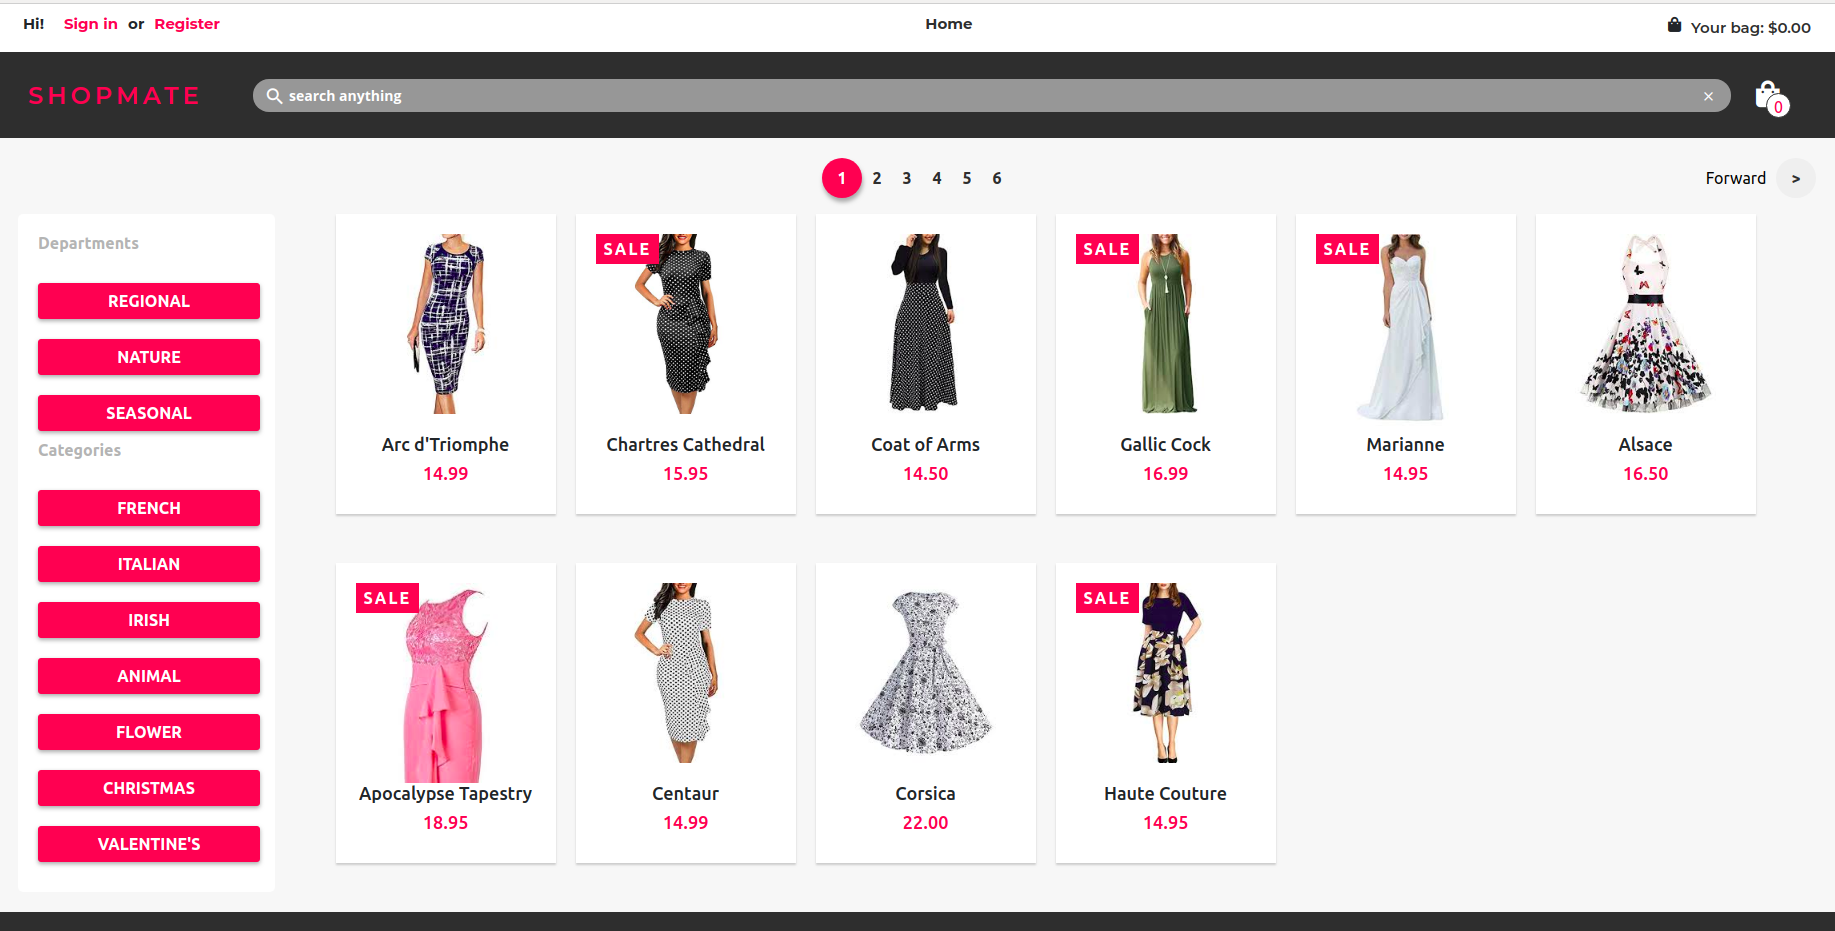 Hi! Sign in or Register
Home
Your bag: $0.00
SHOPMATE
search anything
×
0
1 2 3 4 5 6
Forward >
Departments
REGIONAL
NATURE
SEASONAL
Categories
FRENCH
ITALIAN
IRISH
ANIMAL
FLOWER
CHRISTMAS
VALENTINE'S
Arc d'Triomphe
14.99
SALE
Chartres Cathedral
15.95
Coat of Arms
14.50
SALE
Gallic Cock
16.99
SALE
Marianne
14.95
Alsace
16.50
SALE
Apocalypse Tapestry
18.95
Centaur
14.99
Corsica
22.00
SALE
Haute Couture
14.95